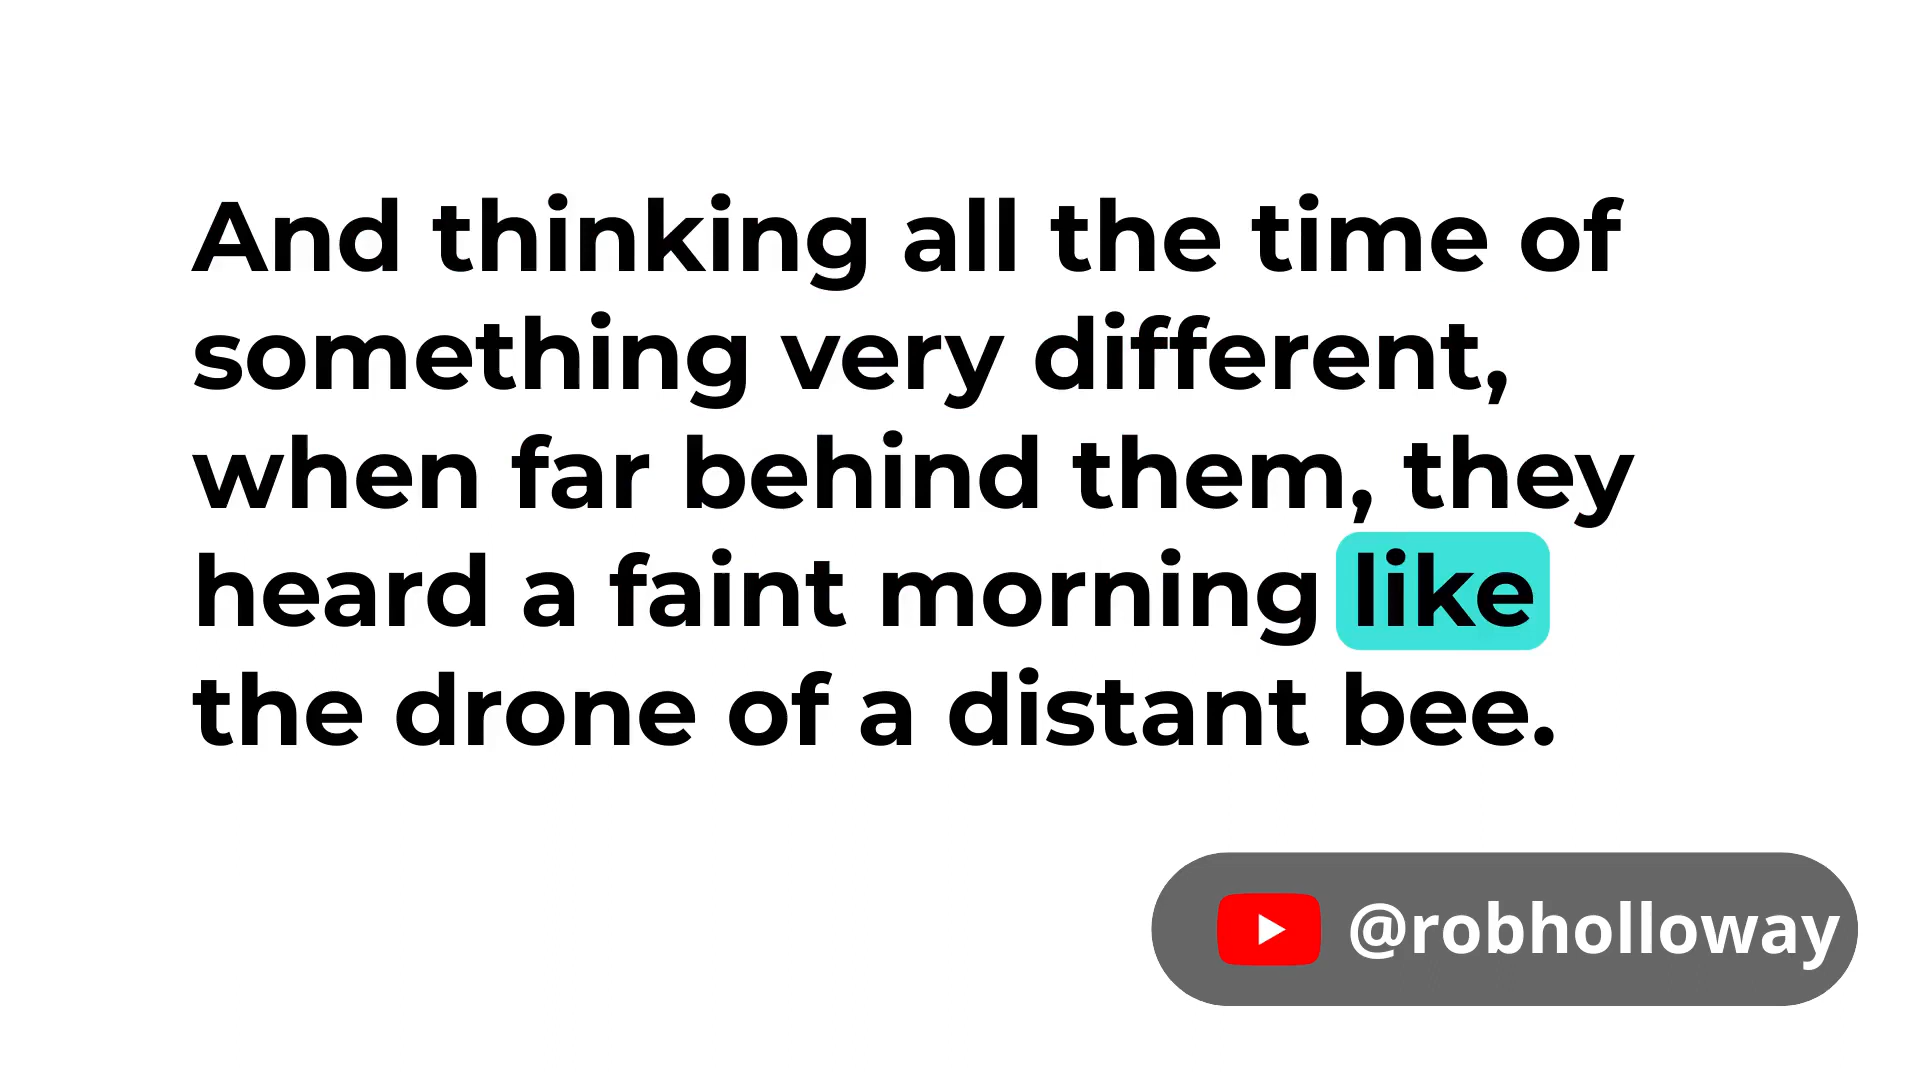 And thinking all the time of
something very different,
when far behind them, they
heard a faint morning like
the drone of a distant bee.
@robholloway